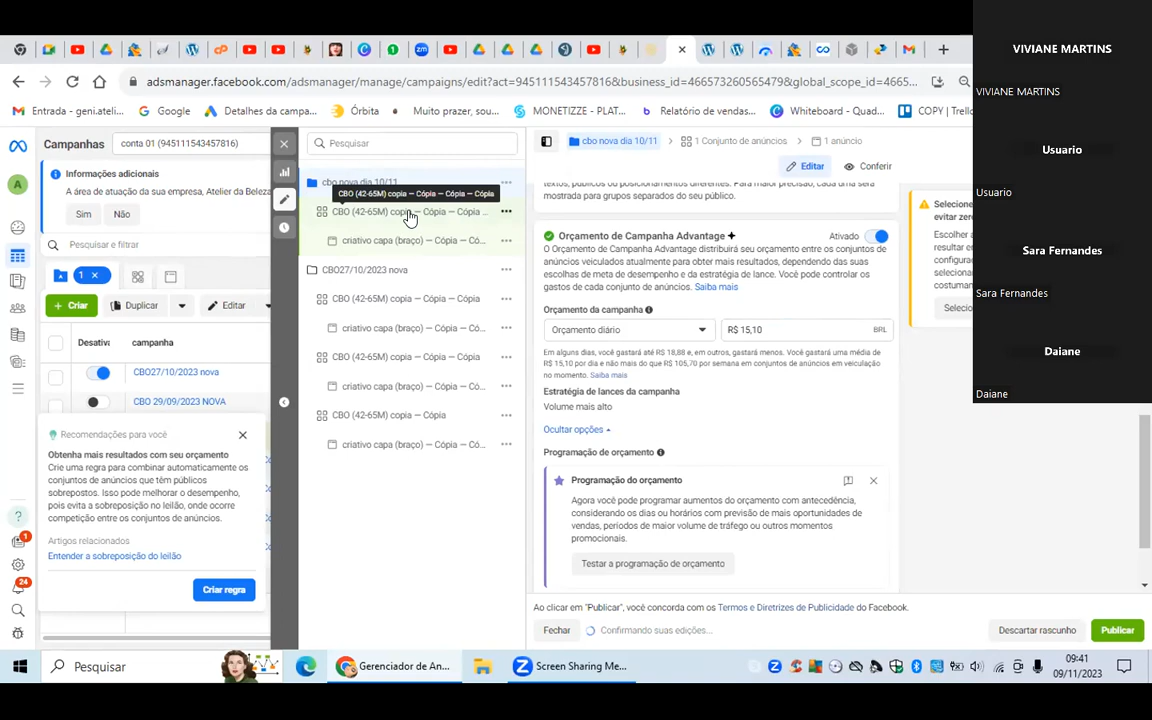 adsmanager.facebook.com/adsmanager/manage/campaigns/edit?act=945111543457816&business_id=466573260565479&global_scope_id=4665...
Entrada – geni.ateli...
Google
Detalhes da campa...
Órbita
Muito prazer, sou...
MONETIZZE - PLAT...
Relatório de vendas...
Whiteboard - Quad...
COPY | Trello
VIVIANE MARTINS
VIVIANE MARTINS
Usuario
Usuario
Sara Fernandes
Sara Fernandes
Daiane
Daiane
Campanhas
conta 01 (945111543457816)
Informações adicionais
A área de atuação da sua empresa, Atelier da Beleza
Sim
Não
Pesquisar e filtrar
1
Criar
Duplicar
Editar
Desativ
campanha
CBO27/10/2023 nova
CBO 29/09/2023 NOVA
Recomendações para você
Obtenha mais resultados com seu orçamento
Crie uma regra para combinar automaticamente os
conjuntos de anúncios que têm públicos
sobrepostos. Isso pode melhorar o desempenho,
pois evita a sobreposição no leilão, onde ocorre
competição entre os conjuntos de anúncios.
Artigos relacionados
Entender a sobreposição do leilão
Criar regra
Pesquisar
cbo nova dia 10/11
CBO (42-65M) copia – Cópia – Cópia – Cópia
CBO (42-65M) copia – Cópia – Cópia ...
criativo capa (braço) – Cópia – Có...
CBO27/10/2023 nova
CBO (42-65M) copia – Cópia – Cópia
criativo capa (braço) – Cópia – Có...
CBO (42-65M) copia – Cópia – Cópia
criativo capa (braço) – Cópia – Có...
CBO (42-65M) copia – Cópia
criativo capa (braço) – Cópia – Có...
cbo nova dia 10/11
1 Conjunto de anúncios
1 anúncio
Editar
Conferir
textos, públicos ou posicionamentos diferentes. Para maior precisão, cada uma será
mostrada para grupos separados do seu público.
Orçamento de Campanha Advantage
Ativado
O Orçamento de Campanha Advantage distribuirá seu orçamento entre os conjuntos de
anúncios veiculados atualmente para obter mais resultados, dependendo das suas
escolhas de meta de desempenho e da estratégia de lance. Você pode controlar os
gastos de cada conjunto de anúncios. Saiba mais
Orçamento da campanha
Orçamento diário
R$ 15,10
BRL
Em alguns dias, você gastará até R$ 18,88 e, em outros, gastará menos. Você gastará uma média de
R$ 15,10 por dia e não mais do que R$ 105,70 por semana em conjuntos de anúncios em veiculação
no momento. Saiba mais
Estratégia de lances da campanha
Volume mais alto
Ocultar opções
Programação de orçamento
Programação do orçamento
Agora você pode programar aumentos do orçamento com antecedência,
considerando os dias ou horários com previsão de mais oportunidades de
vendas, períodos de maior volume de tráfego ou outros momentos
promocionais.
Testar a programação de orçamento
Selecione
evitar zero
Escolher a
resultar em
configuraç
selecionad
costumam
Selecio
Ao clicar em "Publicar", você concorda com os Termos e Diretrizes de Publicidade do Facebook.
Fechar
Confirmando suas edições...
Descartar rascunho
Publicar
1
24
Pesquisar
Gerenciador de An...
Screen Sharing Me...
09:41
09/11/2023